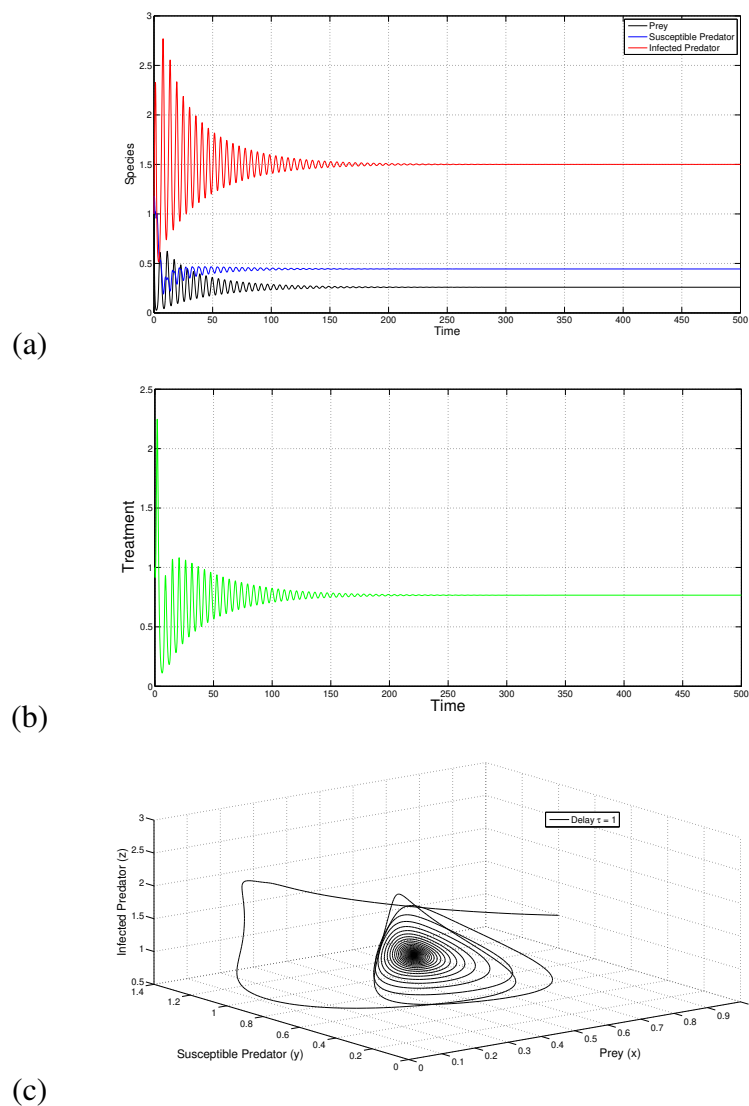 3
2.5
2
1.5
1
0.5
0
Species
Prey
Susceptible Predator
Infected Predator
0 50 100 150 200 250 300 350 400 450 500
Time
(a)
2.5
2
1.5
1
0.5
0
Treatment
0 50 100 150 200 250 300 350 400 450 500
Time
(b)
3
2.5
2
1.5
1
0.5
Infected Predator (z)
Delay τ = 1
1.4
1.2
1
0.8
0.6
0.4
0.2
0
Susceptible Predator (y)
0 0.1 0.2 0.3 0.4 0.5 0.6 0.7 0.8 0.9
Prey (x)
(c)